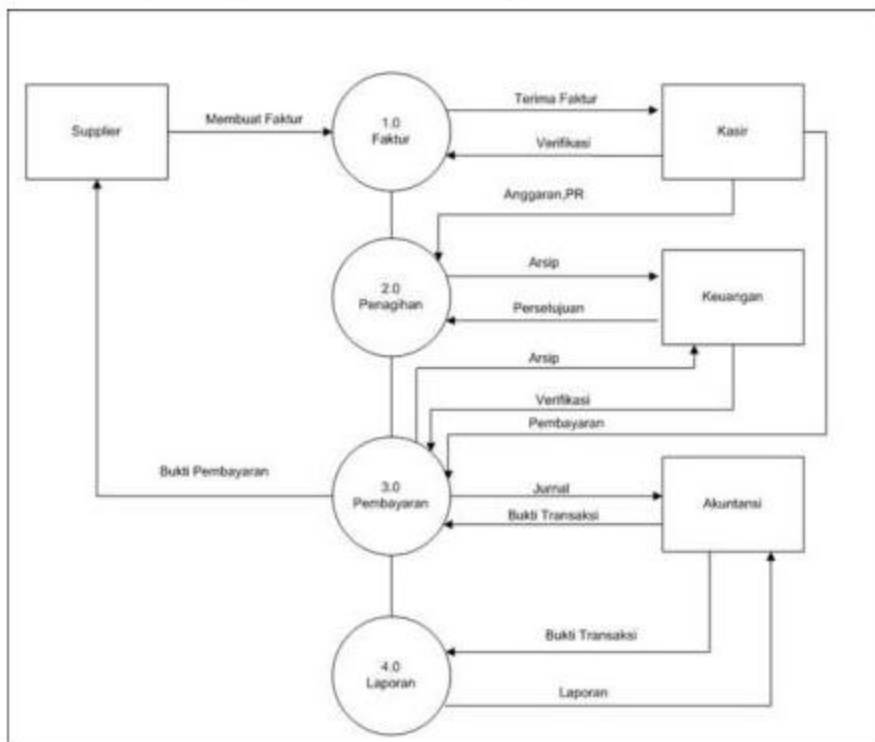 Supplier
Membuat Faktur
1.0
Faktur
Terima Faktur
Verifikasi
Kasir
Anggaran,PR
2.0
Penagihan
Arsip
Persetujuan
Keuangan
Arsip
Verifikasi
Pembayaran
Bukti Pembayaran
3.0
Pembayaran
Jurnal
Bukti Transaksi
Akuntansi
4.0
Laporan
Bukti Transaksi
Laporan